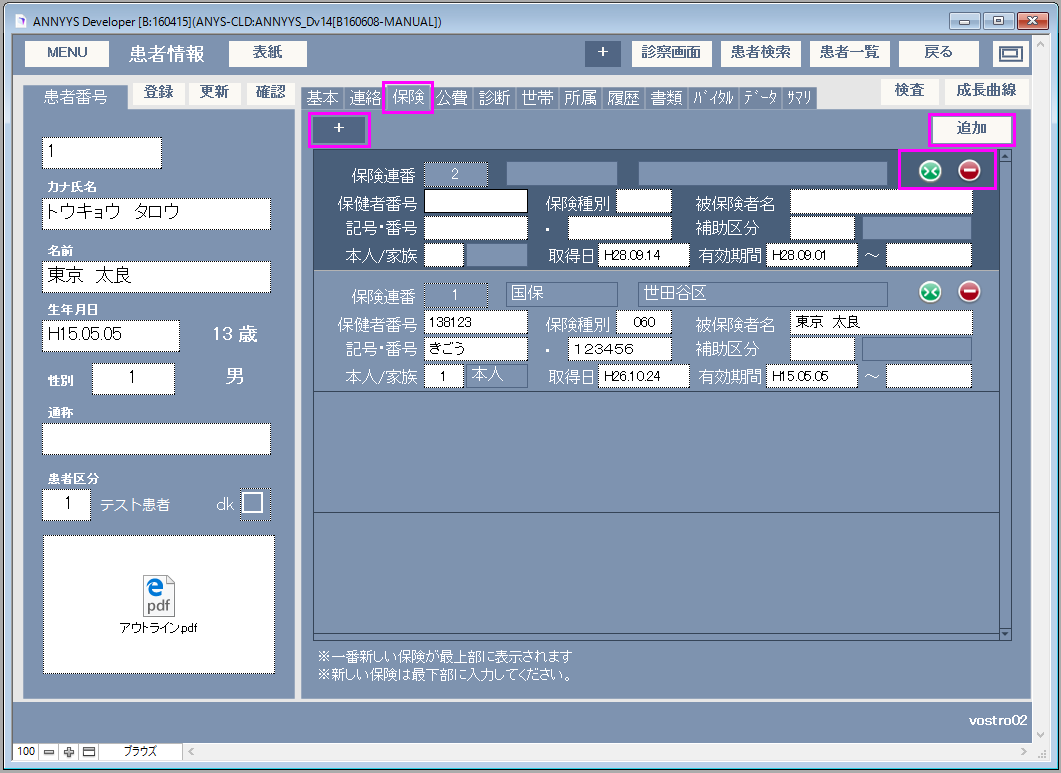 ANNYYS Developer [B:160415](ANYS-CLD:ANNYYS_Dv14[B160608-MANUAL])
MENU 患者情報 表紙 + 診察画面 患者検索 患者一覧 戻る
患者番号 登録 更新 確認
基本 連絡 保険 公費 診断 世帯 所属 履歴 書類 バイタル データ サマリ 検査 成長曲線
+ 追加
1
カナ氏名
トウキョウ タロウ
名前
東京 太良
生年月日
H15.05.05 13 歳
性別 1 男
通称
患者区分
1 テスト患者 dk
pdf
アウトライン.pdf
保険連番 2
保健者番号 保険種別 被保険者名
記号・番号 ・ 補助区分
本人/家族 取得日 H28.09.14 有効期間 H28.09.01 ～
保険連番 1 国保 世田谷区
保健者番号 138123 保険種別 060 被保険者名 東京 太良
記号・番号 きごう ・ 123456 補助区分
本人/家族 1 本人 取得日 H26.10.24 有効期間 H15.05.05 ～
※一番新しい保険が最上部に表示されます
※新しい保険は最下部に入力してください。
vostro02
100 ブラウズ